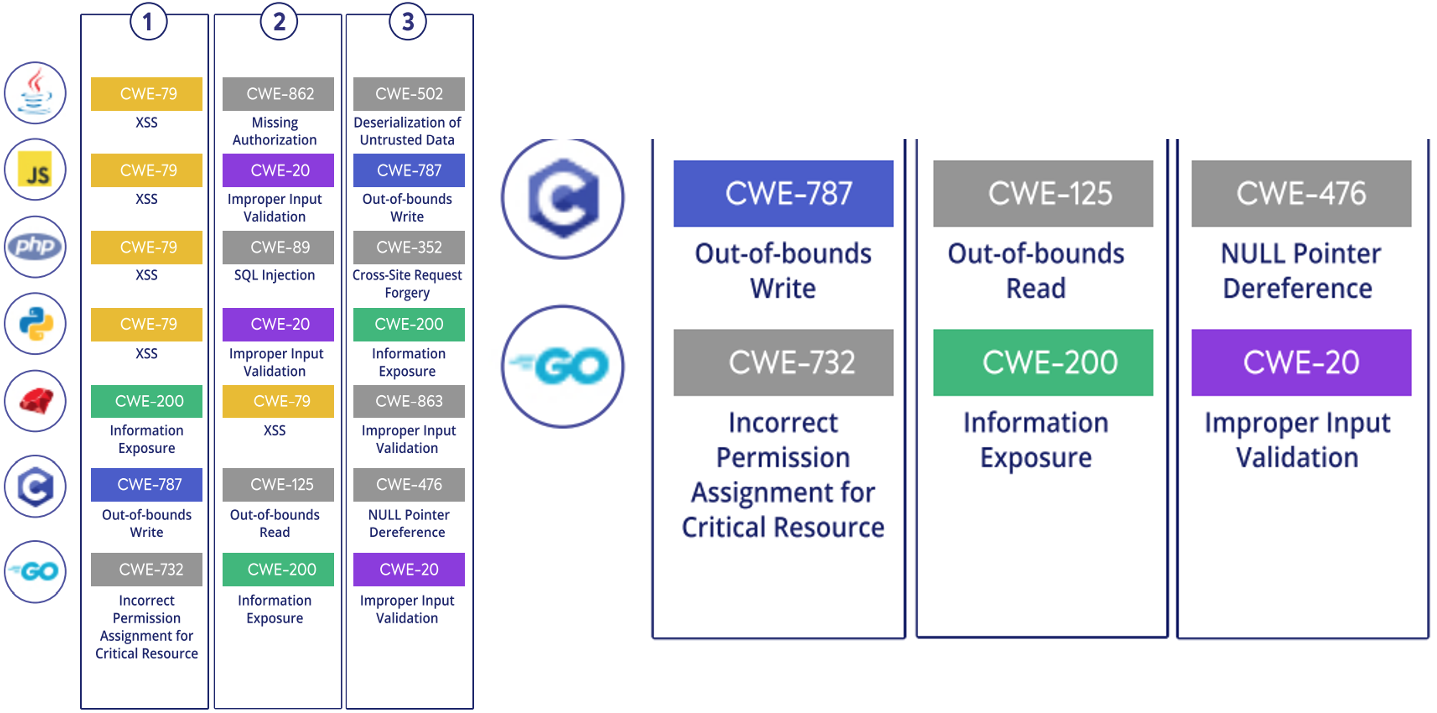 1 2 3
CWE-79 CWE-862 CWE-502
XSS Missing Deserialization of
Authorization Untrusted Data
JS CWE-79 CWE-20 CWE-787
XSS Improper Input Out-of-bounds
Validation Write
php CWE-79 CWE-89 CWE-352
XSS SQL Injection Cross-Site Request
Forgery
CWE-79 CWE-20 CWE-200
XSS Improper Input Information
Validation Exposure
CWE-200 CWE-79 CWE-863
Information XSS Improper Input
Exposure Validation
C CWE-787 CWE-125 CWE-476
Out-of-bounds Out-of-bounds NULL Pointer
Write Read Dereference
GO CWE-732 CWE-200 CWE-20
Incorrect Information Improper Input
Permission Exposure Validation
Assignment for
Critical Resource
C CWE-787 CWE-125 CWE-476
Out-of-bounds Out-of-bounds NULL Pointer
Write Read Dereference
GO CWE-732 CWE-200 CWE-20
Incorrect Information Improper Input
Permission Exposure Validation
Assignment for
Critical Resource